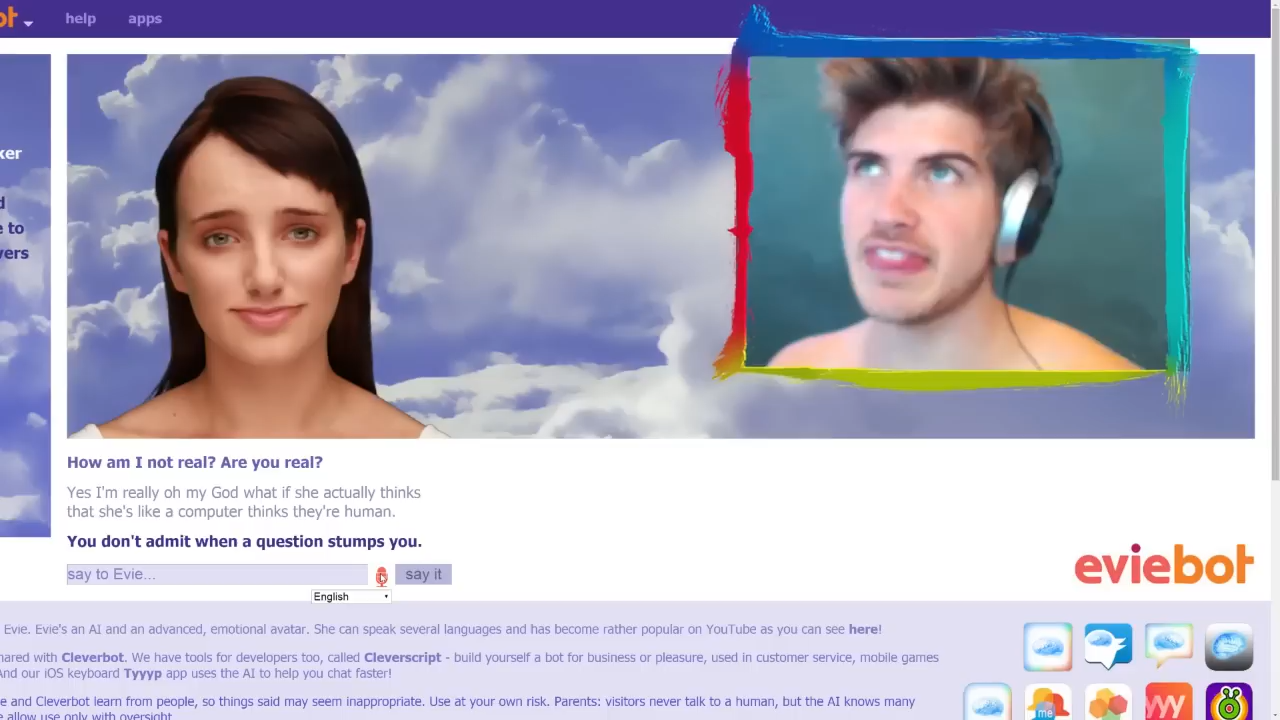 ot help apps
ker
d
e to
vers
How am I not real? Are you real?
Yes I'm really oh my God what if she actually thinks
that she's like a computer thinks they're human.
You don't admit when a question stumps you.
say to Evie... say it
English
eviebot
Evie. Evie's an AI and an advanced, emotional avatar. She can speak several languages and has become rather popular on YouTube as you can see here!
hared with Cleverbot. We have tools for developers too, called Cleverscript - build yourself a bot for business or pleasure, used in customer service, mobile games
And our iOS keyboard Tyyyp app uses the AI to help you chat faster!
e and Cleverbot learn from people, so things said may seem inappropriate. Use at your own risk. Parents: visitors never talk to a human, but the AI knows many
e allow use only with oversight.
me